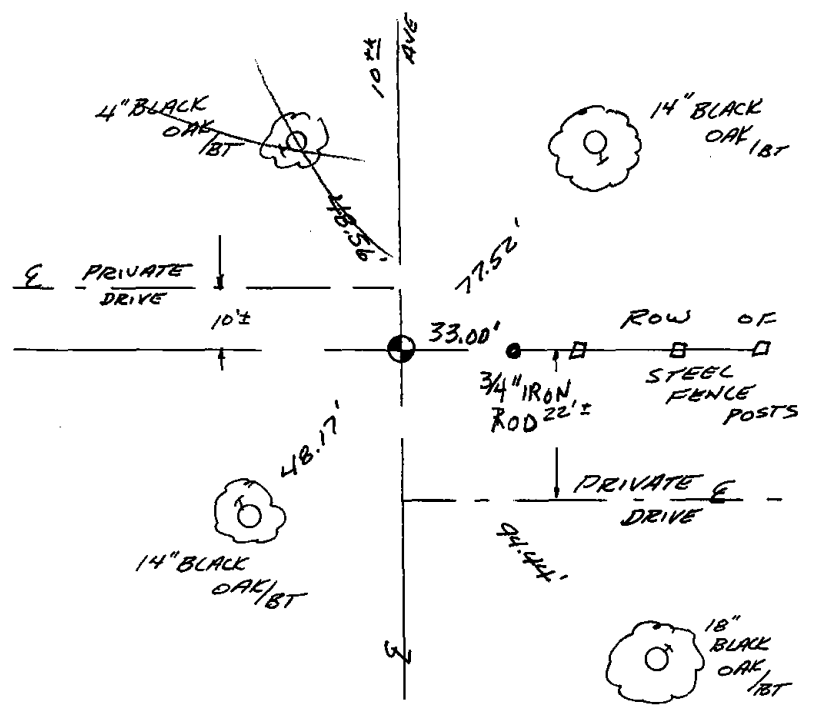 10th
AVE
4" BLACK
OAK
/BT
14" BLACK
OAK
/BT
48.56'
77.52'
℄ PRIVATE
DRIVE
10'±
33.00'
ROW OF
STEEL
FENCE
POSTS
3/4" IRON
ROD
22'±
48.17'
PRIVATE ℄
DRIVE
94.44'
14" BLACK
OAK/BT
℄
18"
BLACK
OAK
/BT